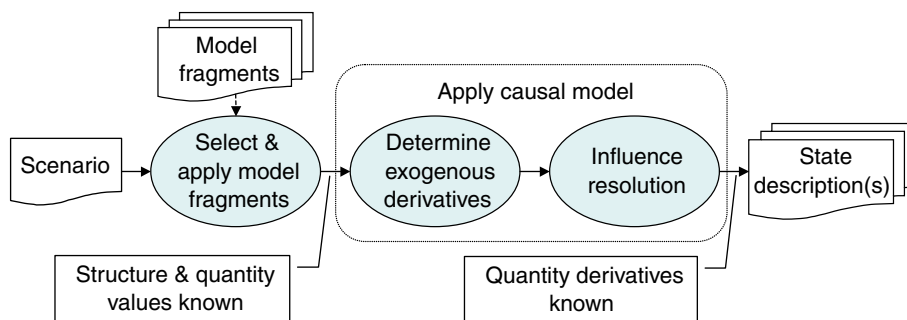 Model
fragments
Apply causal model
Scenario
Select &
apply model
fragments
Determine
exogenous
derivatives
Influence
resolution
State
description(s)
Structure & quantity
values known
Quantity derivatives
known